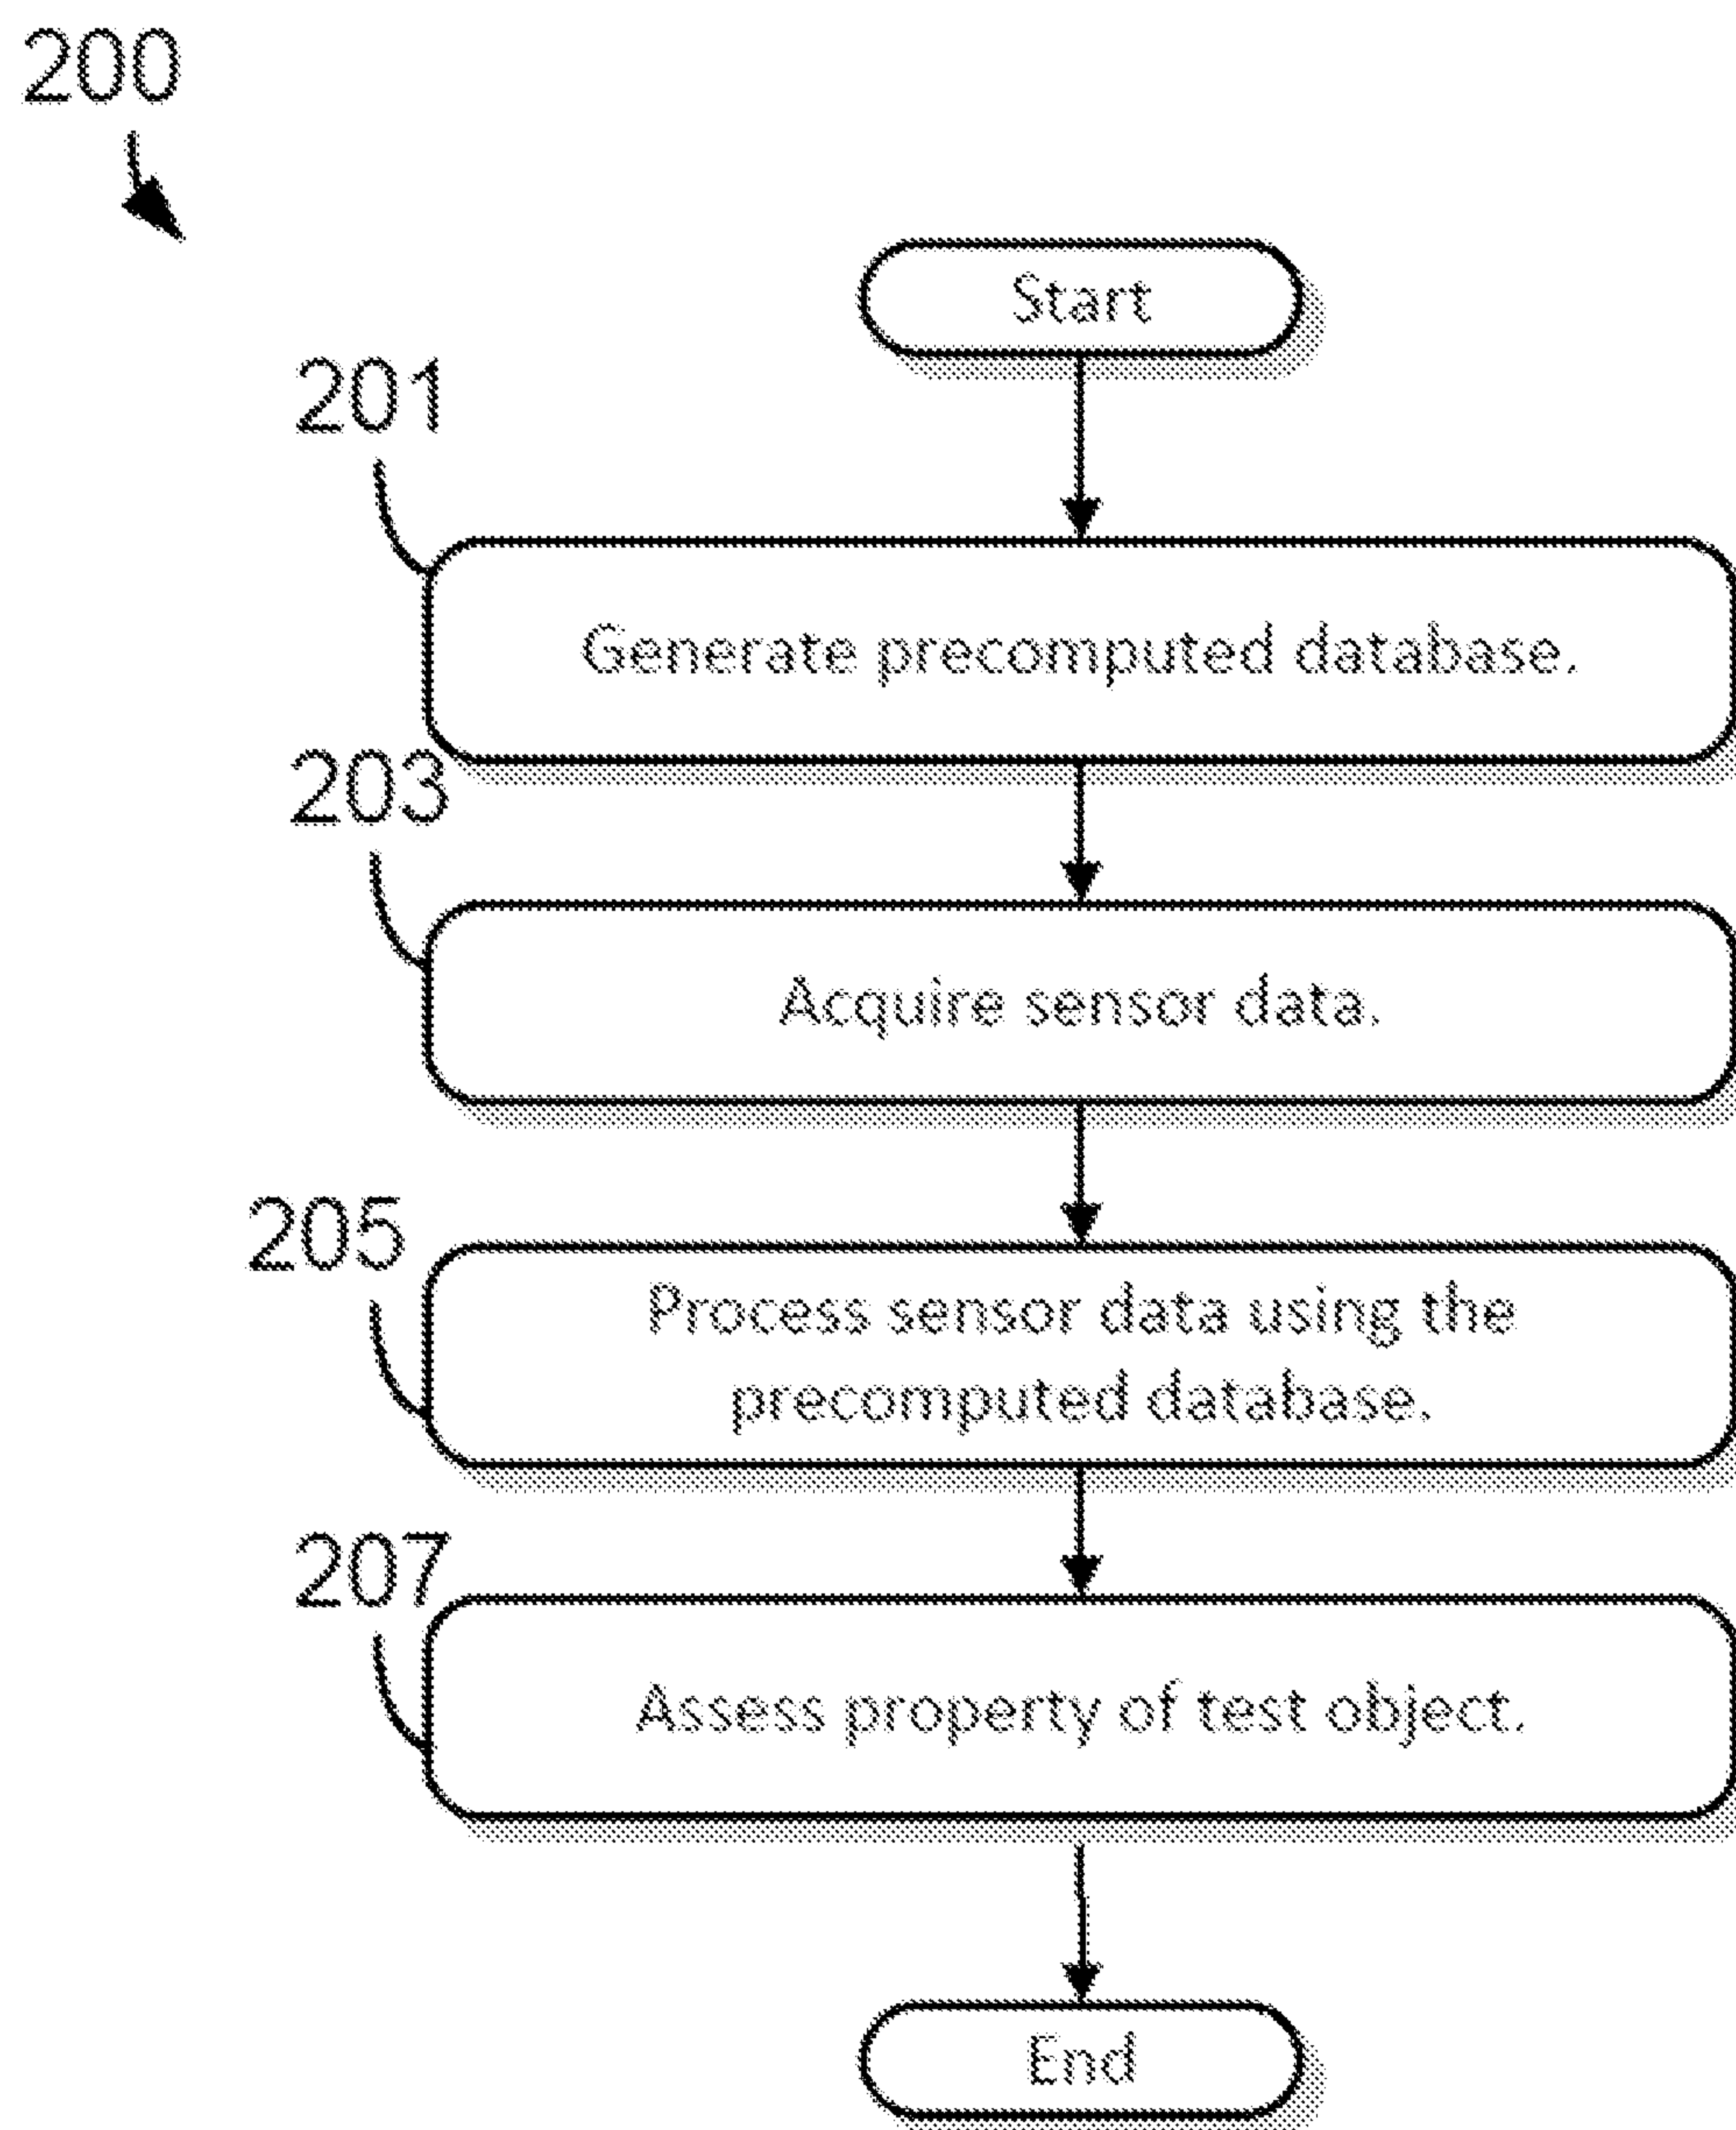 200
Start
201
Generate precomputed database.
203
Acquire sensor data.
205
Process sensor data using the
precomputed database.
207
Assess property of test object.
End